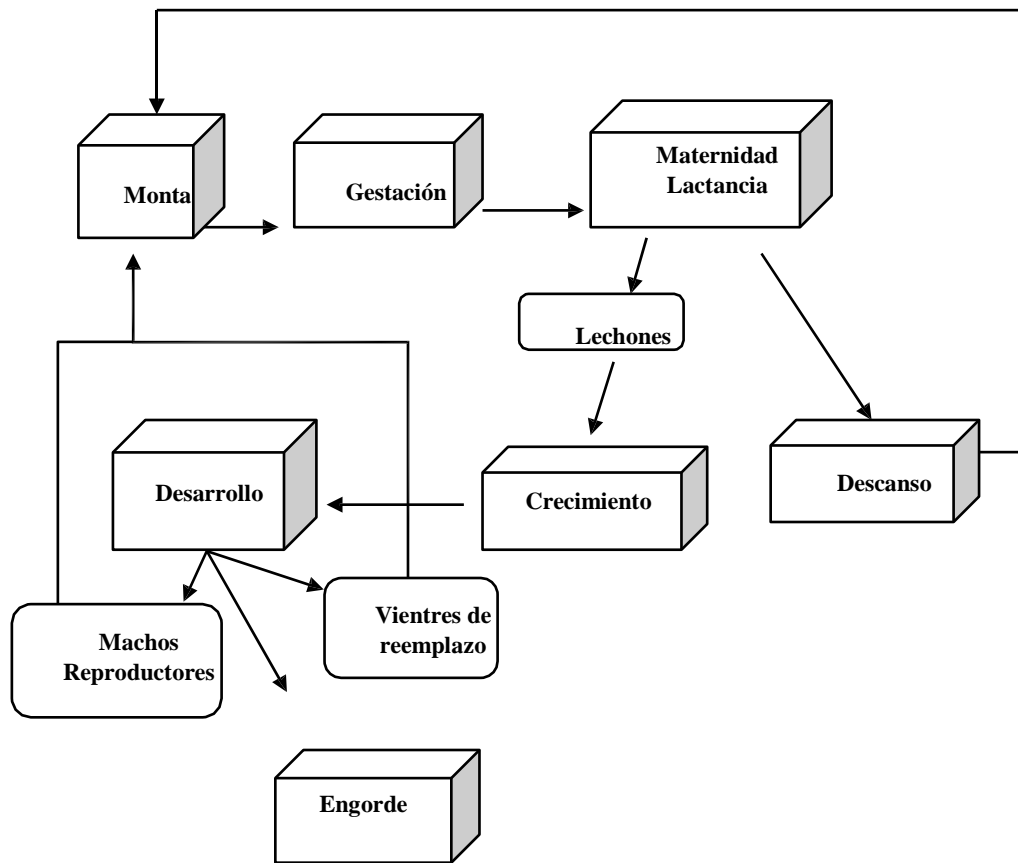 Monta
Gestación
Maternidad
Lactancia
Lechones
Desarrollo
Crecimiento
Descanso
Machos
Reproductores
Vientres de
reemplazo
Engorde